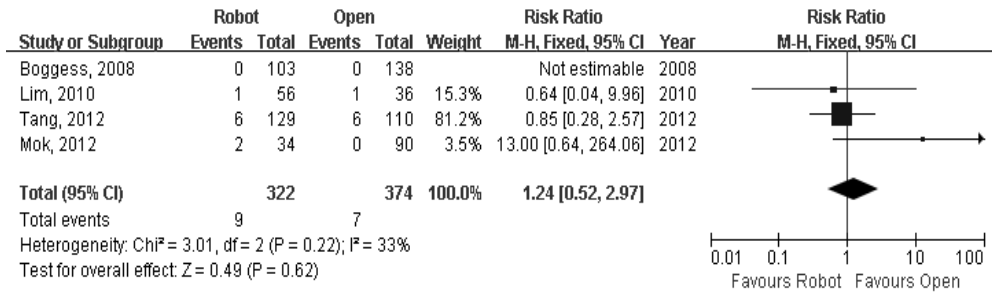 Robot Open Risk Ratio Risk Ratio
Study or Subgroup Events Total Events Total Weight M-H, Fixed, 95% CI Year M-H, Fixed, 95% CI
Boggess, 2008 0 103 0 138 Not estimable 2008
Lim, 2010 1 56 1 36 15.3% 0.64 [0.04, 9.96] 2010
Tang, 2012 6 129 6 110 81.2% 0.85 [0.28, 2.57] 2012
Mok, 2012 2 34 0 90 3.5% 13.00 [0.64, 264.06] 2012
Total (95% CI) 322 374 100.0% 1.24 [0.52, 2.97]
Total events 9 7
Heterogeneity: Chi² = 3.01, df = 2 (P = 0.22); I² = 33%
Test for overall effect: Z = 0.49 (P = 0.62)
0.01 0.1 1 10 100
Favours Robot Favours Open